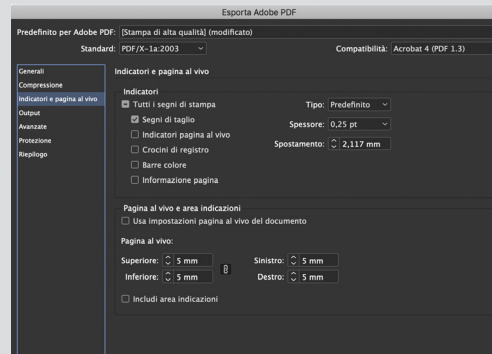 Esporta Adobe PDF
Predefinito per Adobe PDF: [Stampa di alta qualità] (modificato)
Standard: PDF/X-1a:2003 Compatibilità: Acrobat 4 (PDF 1.3)
Generali
Compressione
Indicatori e pagina al vivo
Output
Avanzate
Protezione
Riepilogo
Indicatori e pagina al vivo
Indicatori
Tutti i segni di stampa Tipo: Predefinito
Segni di taglio Spessore: 0,25 pt
Indicatori pagina al vivo Spostamento: 2,117 mm
Crocini di registro
Barre colore
Informazione pagina
Pagina al vivo e area indicazioni
Usa impostazioni pagina al vivo del documento
Pagina al vivo:
Superiore: 5 mm Sinistro: 5 mm
Inferiore: 5 mm Destro: 5 mm
Includi area indicazioni